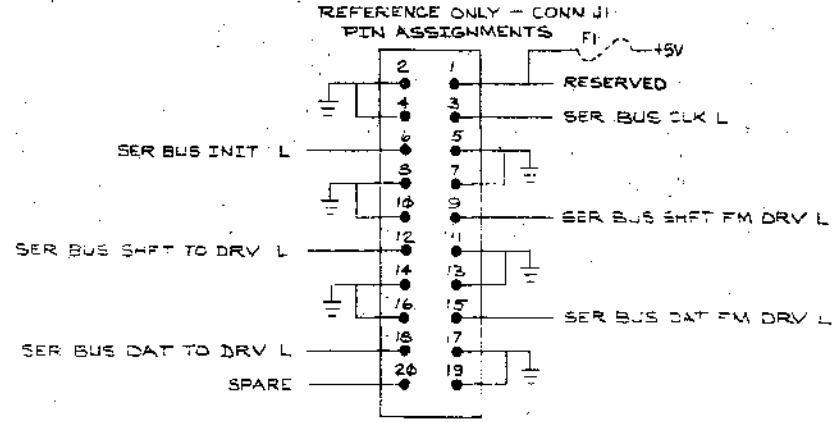 REFERENCE ONLY - CONN J1
PIN ASSIGNMENTS
F1
+5V
2 1
RESERVED
4 3
SER BUS CLK L
6 5
SER BUS INIT L
8 7
10 9
SER BUS SHFT FM DRV L
12 11
SER BUS SHFT TO DRV L
14 13
16 15
SER BUS DAT FM DRV L
18 17
SER BUS DAT TO DRV L
20 19
SPARE